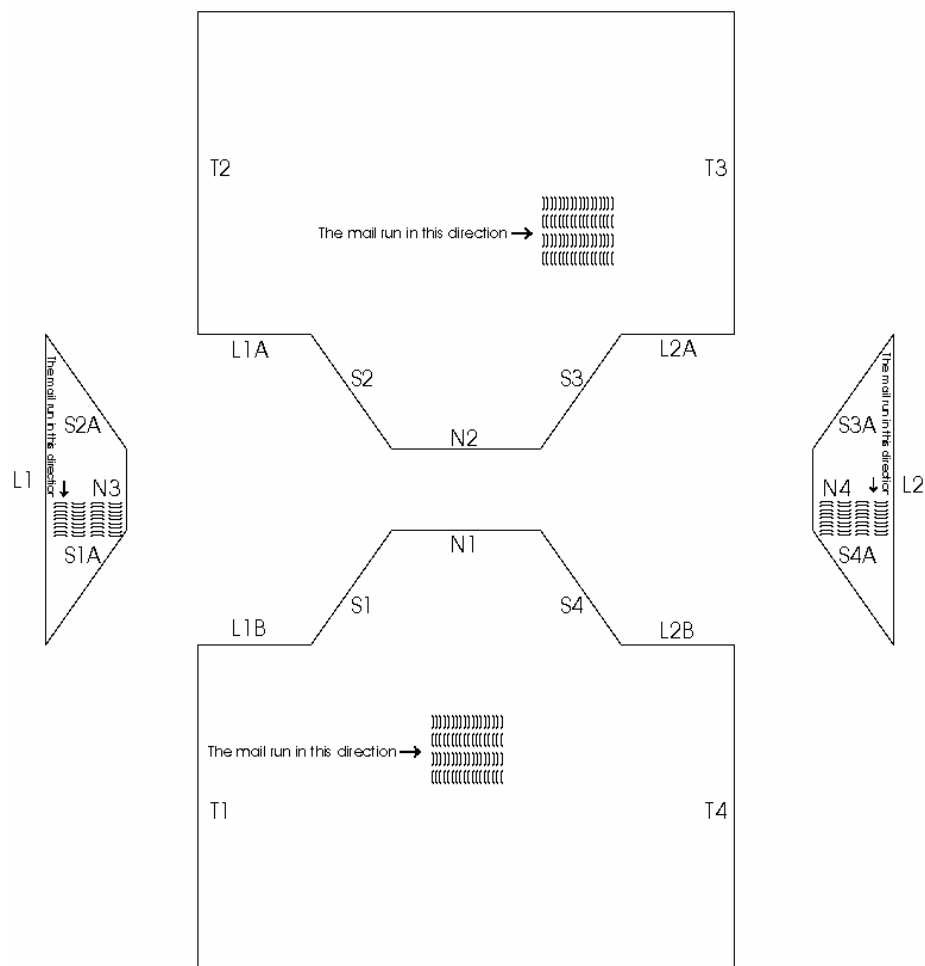 T2
T3
The mail run in this direction
L1A
L2A
S2
S3
N2
The mail run in this direction
S2A
L1
N3
S1A
The mail run in this direction
S3A
N4
L2
S4A
N1
S1
S4
L1B
L2B
The mail run in this direction
T1
T4